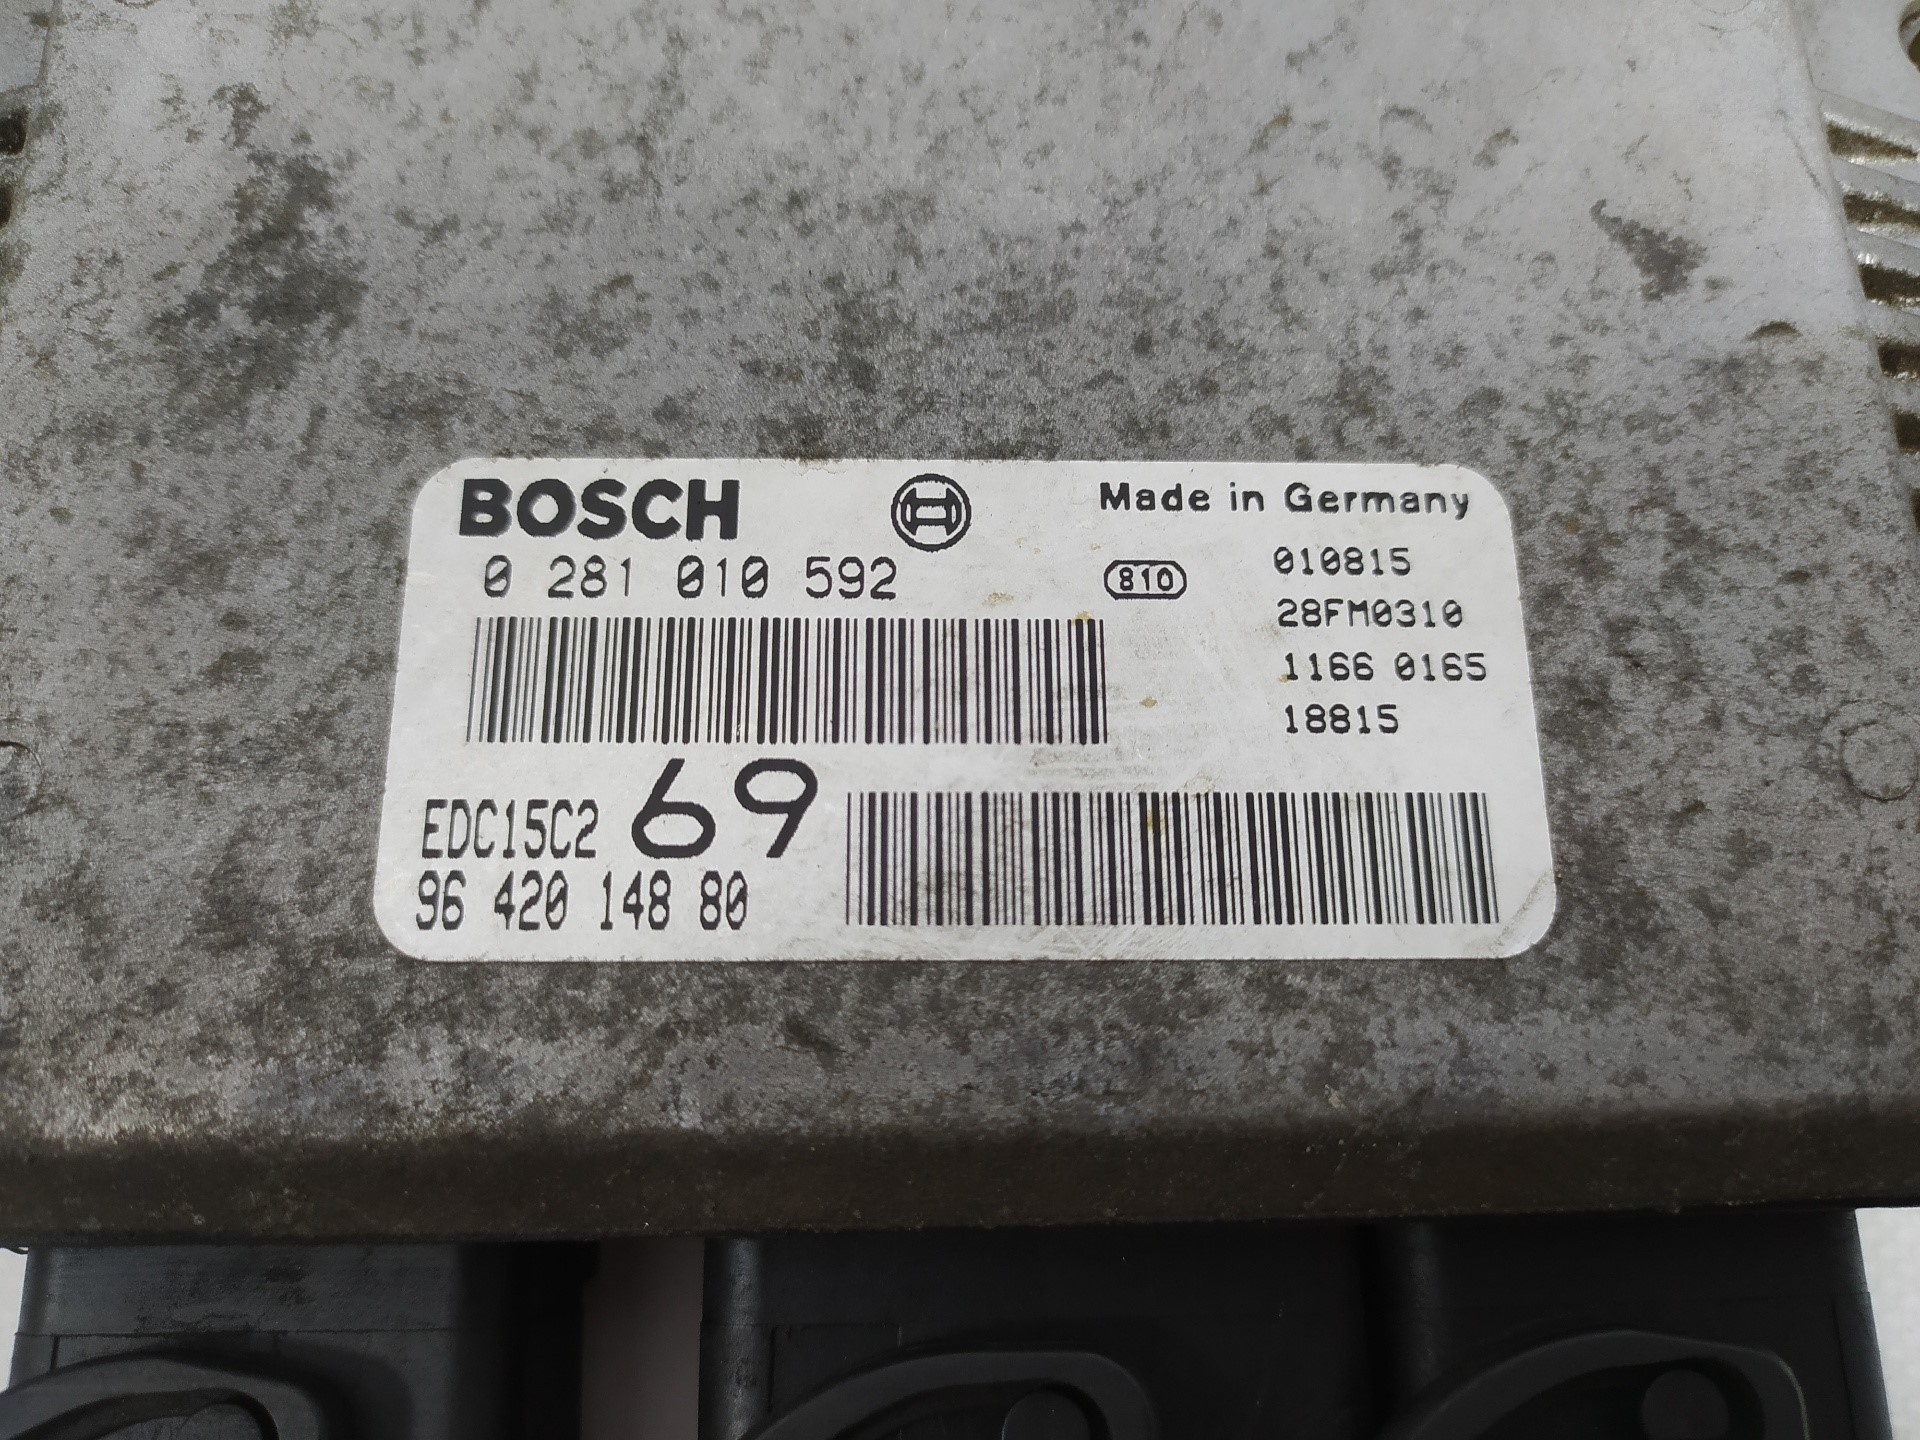 BOSCH
Made in Germany
0 281 010 592
810
010815
28FM0310
1166 0165
18815
EDC15C2 69
96 420 148 80